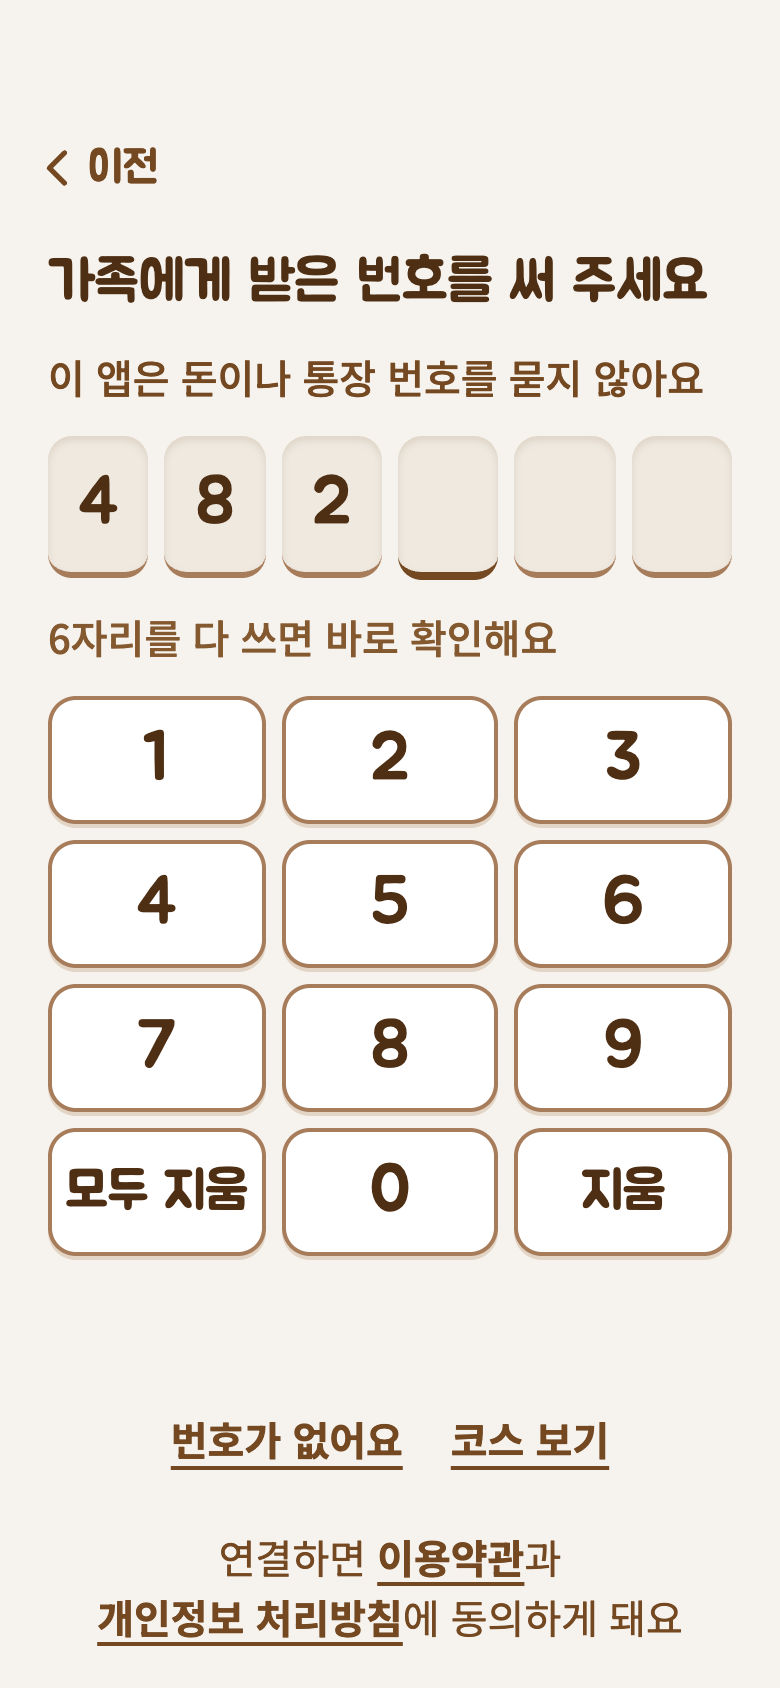 이전
가족에게 받은 번호를 써 주세요
이 앱은 돈이나 통장 번호를 묻지 않아요
4 8 2
6자리를 다 쓰면 바로 확인해요
1 2 3
4 5 6
7 8 9
모두 지움 0 지움
번호가 없어요 코스 보기
연결하면 이용약관과
개인정보 처리방침에 동의하게 돼요